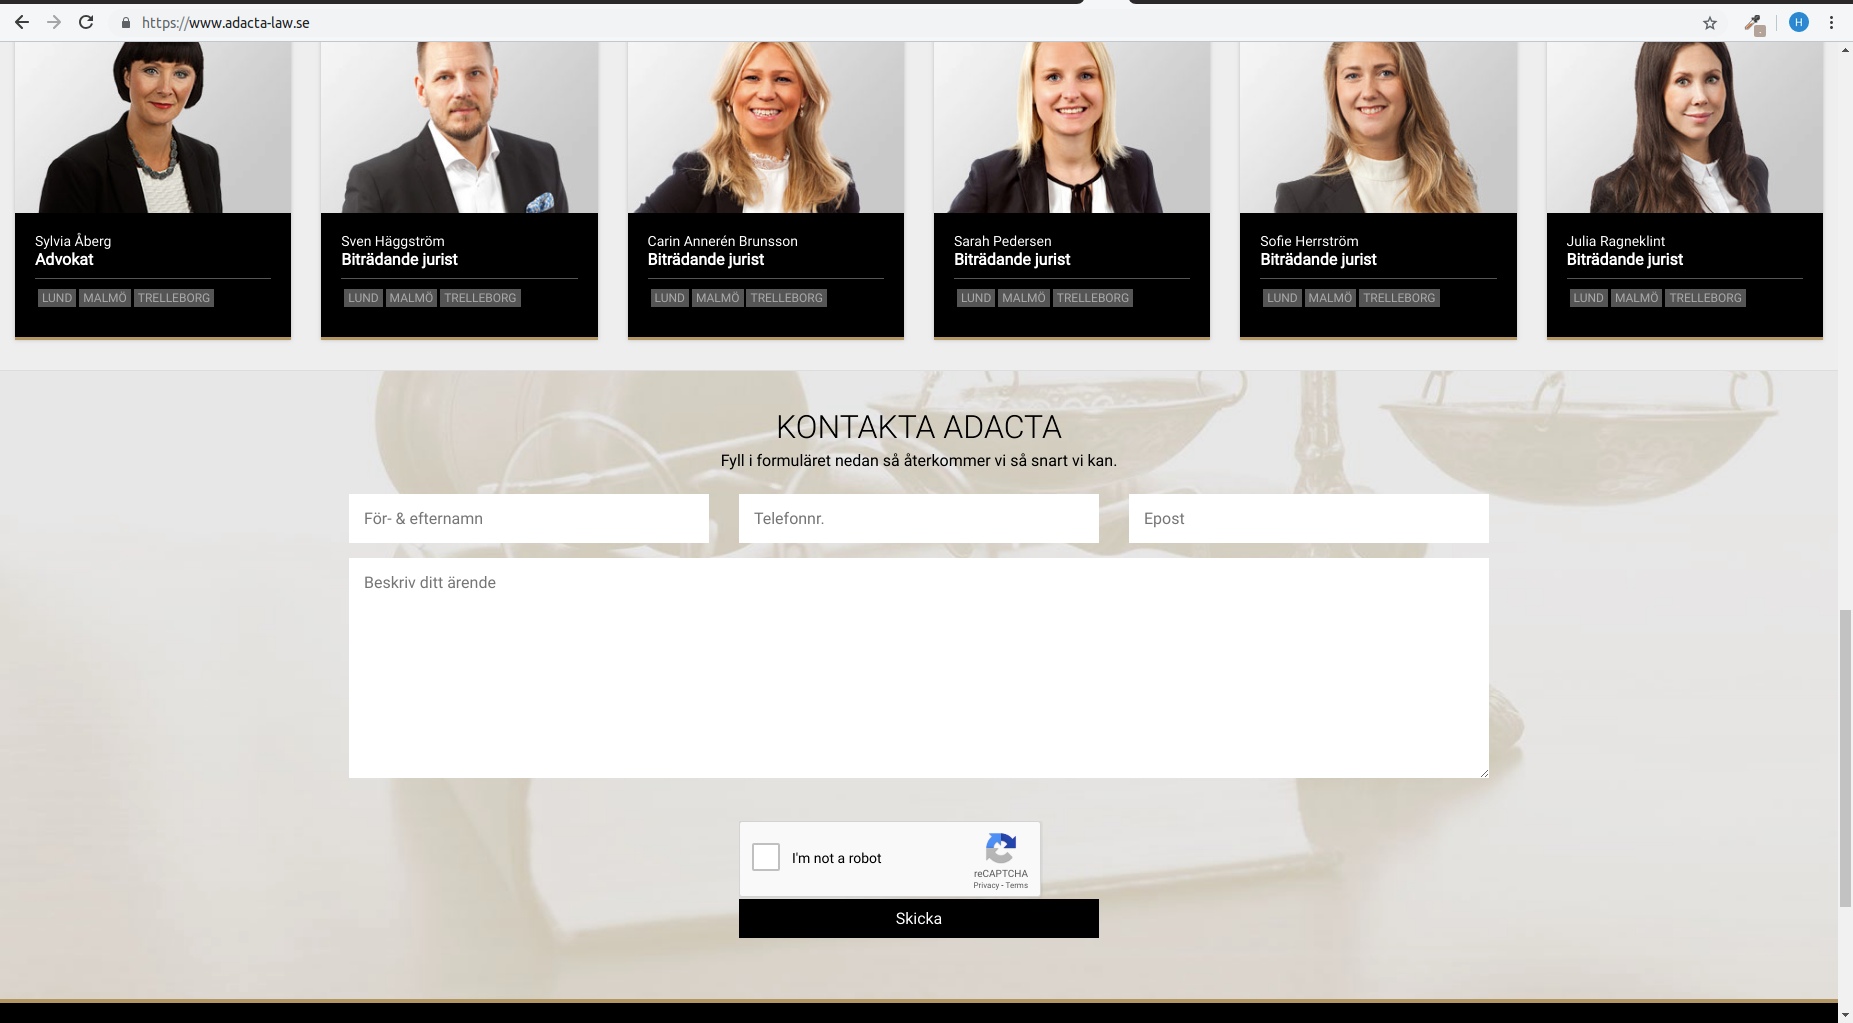 https://www.adacta-law.se
H
Sylvia Åberg
Advokat
LUND MALMÖ TRELLEBORG
Sven Häggström
Biträdande jurist
LUND MALMÖ TRELLEBORG
Carin Annerén Brunsson
Biträdande jurist
LUND MALMÖ TRELLEBORG
Sarah Pedersen
Biträdande jurist
LUND MALMÖ TRELLEBORG
Sofie Herrström
Biträdande jurist
LUND MALMÖ TRELLEBORG
Julia Ragneklint
Biträdande jurist
LUND MALMÖ TRELLEBORG
KONTAKTA ADACTA
Fyll i formuläret nedan så återkommer vi så snart vi kan.
För- & efternamn
Telefonnr.
Epost
Beskriv ditt ärende
I'm not a robot
reCAPTCHA
Privacy - Terms
Skicka